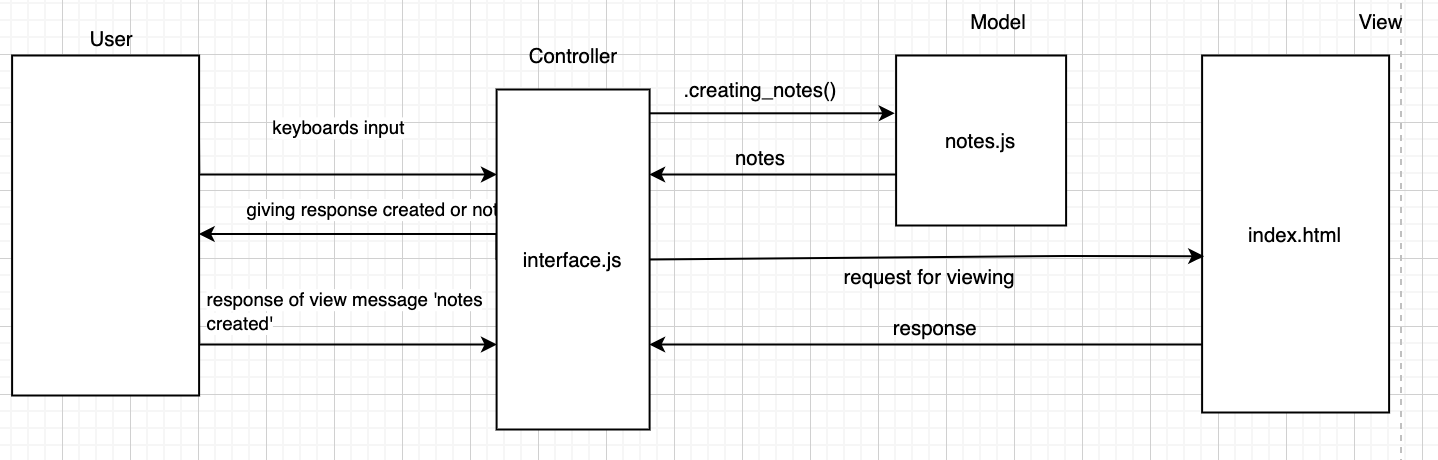 User
Controller
Model
View
keyboards input
.creating_notes()
notes.js
notes
giving response created or not
interface.js
index.html
request for viewing
response of view message 'notes
created'
response